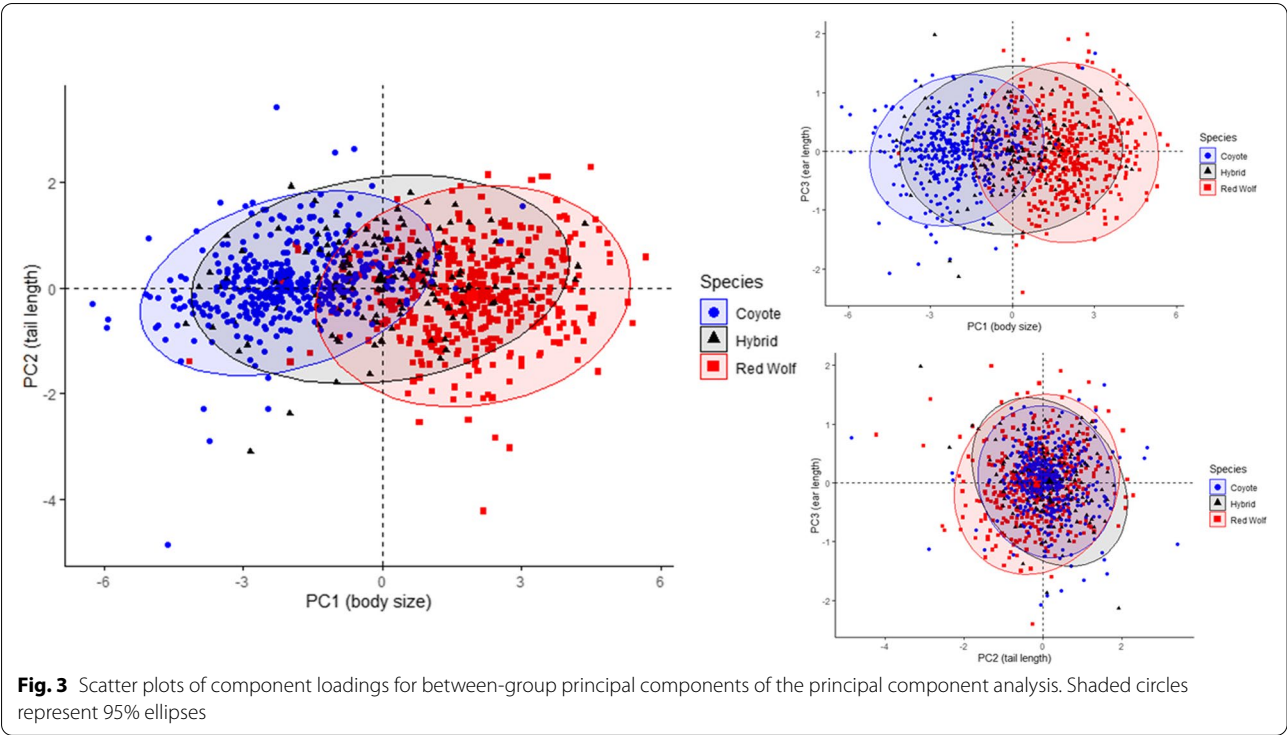 2
0
-2
-4
PC2 (tail length)
-6
-3
0
3
6
PC1 (body size)
Species
Coyote
Hybrid
Red Wolf
2
1
0
-1
-2
PC3 (ear length)
-6
-3
0
3
6
PC1 (body size)
Species
Coyote
Hybrid
Red Wolf
2
1
0
-1
-2
PC3 (ear length)
-4
-2
0
2
PC2 (tail length)
Species
Coyote
Hybrid
Red Wolf
Fig. 3 Scatter plots of component loadings for between-group principal components of the principal component analysis. Shaded circles
represent 95% ellipses